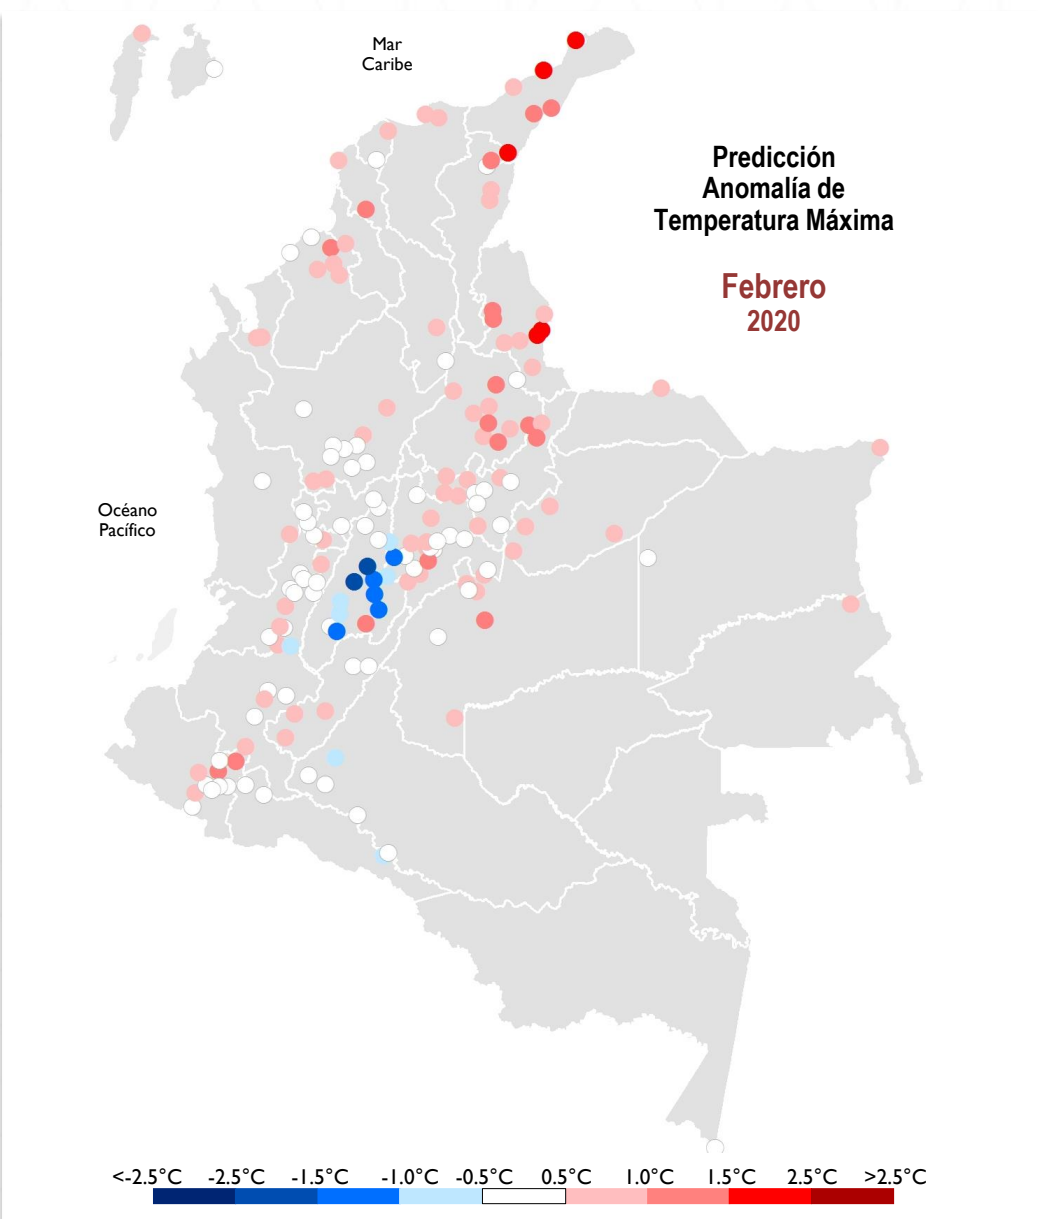 Mar
Caribe
Predicción
Anomalía de
Temperatura Máxima
Febrero
2020
Océano
Pacífico
<-2.5°C -2.5°C -1.5°C -1.0°C -0.5°C 0.5°C 1.0°C 1.5°C 2.5°C >2.5°C